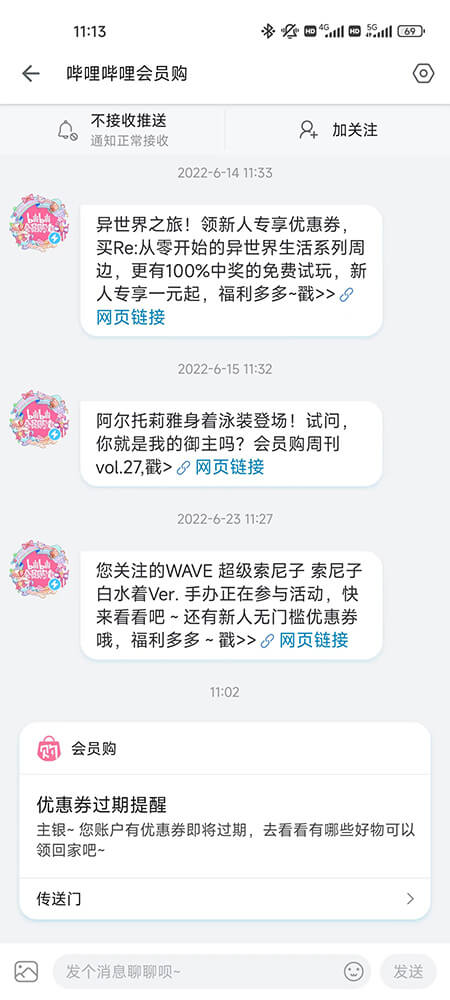 11:13
HD 4G HD 5G 69
哔哩哔哩会员购
不接收推送
通知正常接收
加关注
2022-6-14 11:33
异世界之旅！领新人专享优惠券，
买Re:从零开始的异世界生活系列周
边，更有100%中奖的免费试玩，新
人专享一元起，福利多多~戳>>
网页链接
2022-6-15 11:32
阿尔托莉雅身着泳装登场！试问，
你就是我的御主吗？会员购周刊
vol.27,戳> 网页链接
2022-6-23 11:27
您关注的WAVE 超级索尼子 索尼子
白水着Ver. 手办正在参与活动，快
来看看吧 ~ 还有新人无门槛优惠券
哦，福利多多 ~ 戳>> 网页链接
11:02
购 会员购
优惠券过期提醒
主银~ 您账户有优惠券即将过期，去看看有哪些好物可以
领回家吧~
传送门
发个消息聊聊呗~
发送